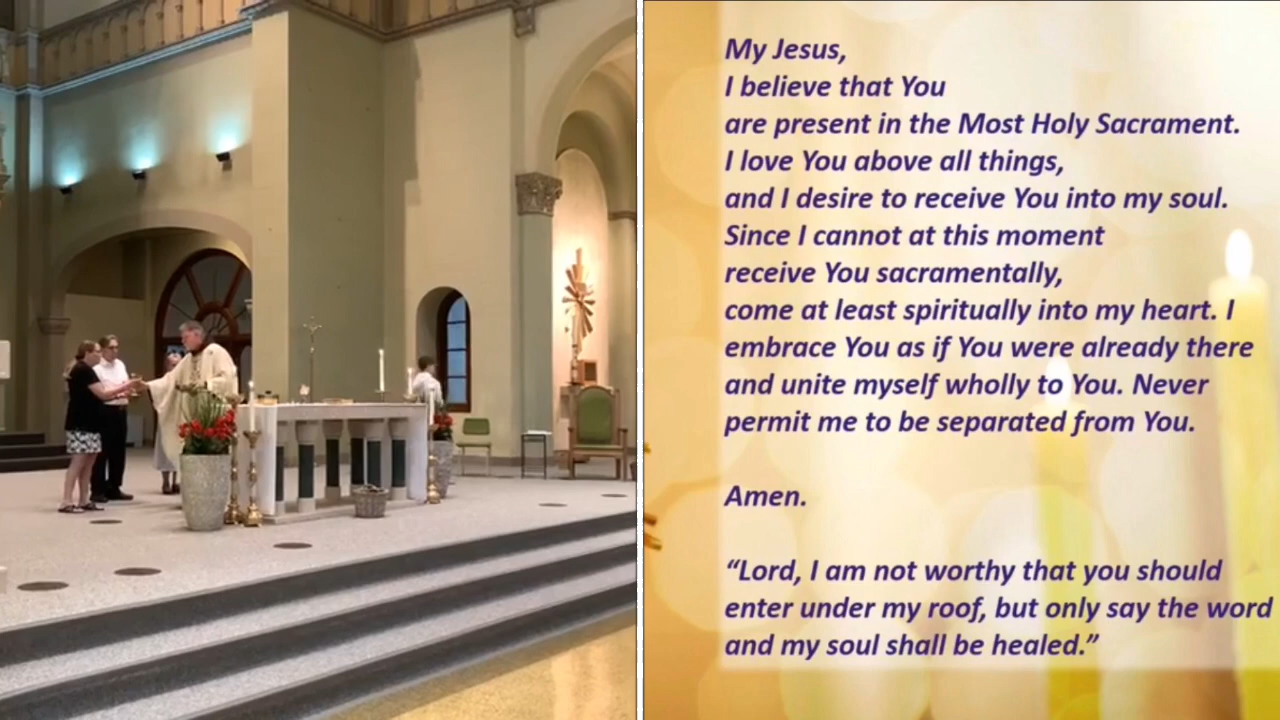 My Jesus,
I believe that You
are present in the Most Holy Sacrament.
I love You above all things,
and I desire to receive You into my soul.
Since I cannot at this moment
receive You sacramentally,
come at least spiritually into my heart. I
embrace You as if You were already there
and unite myself wholly to You. Never
permit me to be separated from You.
Amen.
“Lord, I am not worthy that you should
enter under my roof, but only say the word
and my soul shall be healed.”